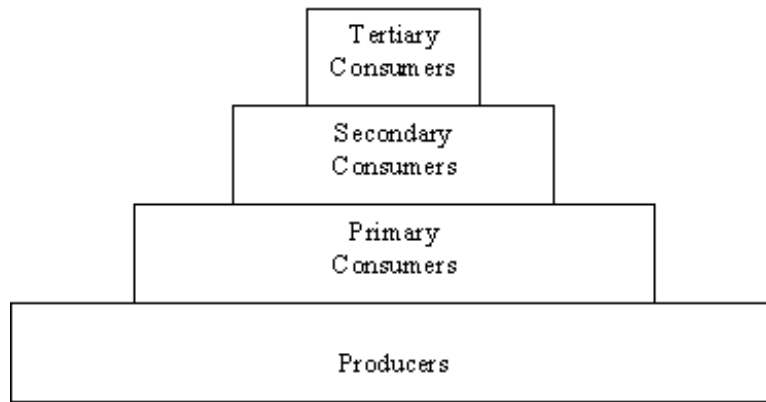 Tertiary
Consumers
Secondary
Consumers
Primary
Consumers
Producers